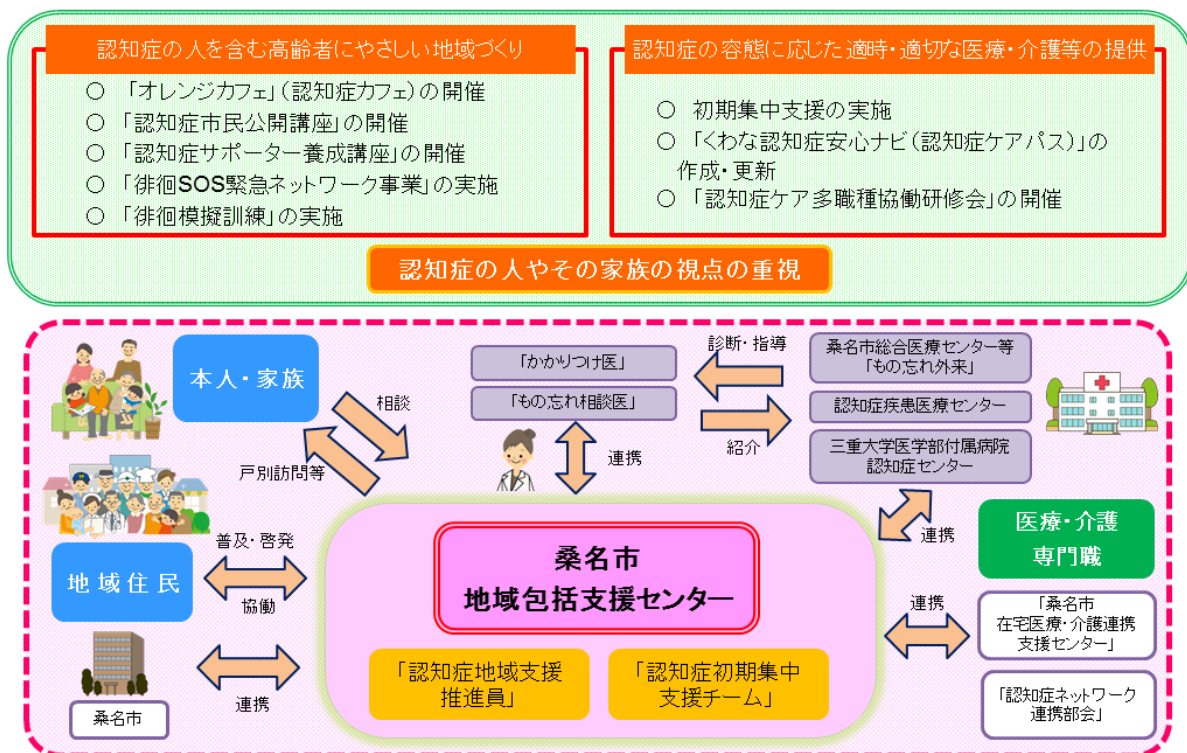 認知症の人を含む高齢者にやさしい地域づくり
○ 「オレンジカフェ」(認知症カフェ)の開催
○ 「認知症市民公開講座」の開催
○ 「認知症サポーター養成講座」の開催
○ 「徘徊SOS緊急ネットワーク事業」の実施
○ 「徘徊模擬訓練」の実施
認知症の容態に応じた適時・適切な医療・介護等の提供
○ 初期集中支援の実施
○ 「くわな認知症安心ナビ(認知症ケアパス)」の
作成・更新
○ 「認知症ケア多職種協働研修会」の開催
認知症の人やその家族の視点の重視
本人・家族
相談
戸別訪問等
「かかりつけ医」
「もの忘れ相談医」
連携
診断・指導
紹介
桑名市総合医療センター等
「もの忘れ外来」
認知症疾患医療センター
三重大学医学部付属病院
認知症センター
連携
地域住民
普及・啓発
協働
桑名市
連携
桑名市
地域包括支援センター
「認知症地域支援
推進員」
「認知症初期集中
支援チーム」
医療・介護
専門職
連携
「桑名市
在宅医療・介護連携
支援センター」
「認知症ネットワーク
連携部会」